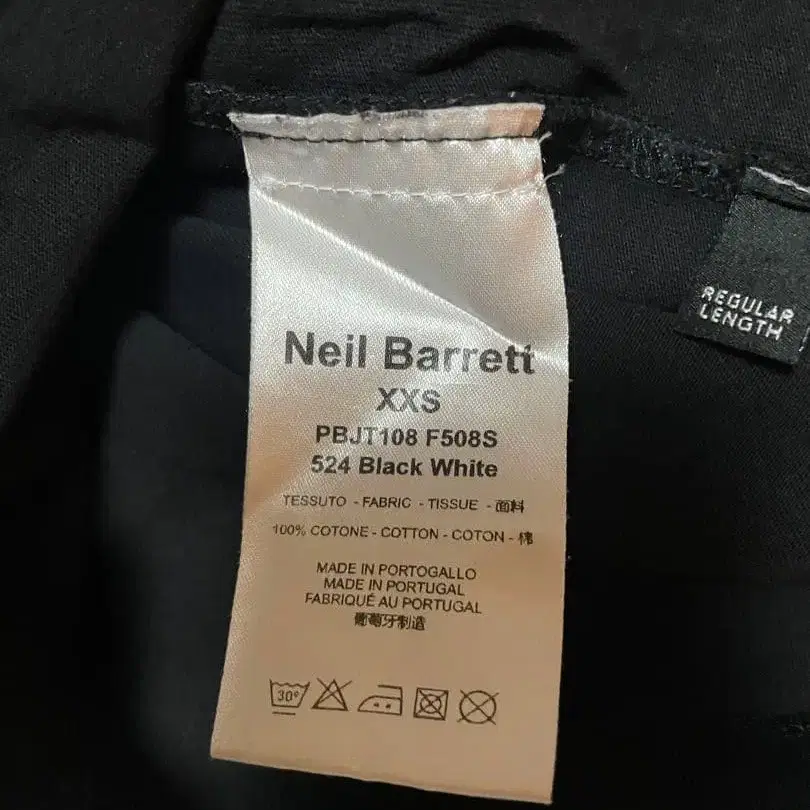 Neil Barrett
XXS
PBJT108 F508S
524 Black White
TESSUTO - FABRIC - TISSUE - 面料
100% COTONE - COTTON - COTON - 棉
MADE IN PORTOGALLO
MADE IN PORTUGAL
FABRIQUÉ AU PORTUGAL
葡萄牙制造
30°
REGULAR
LENGTH